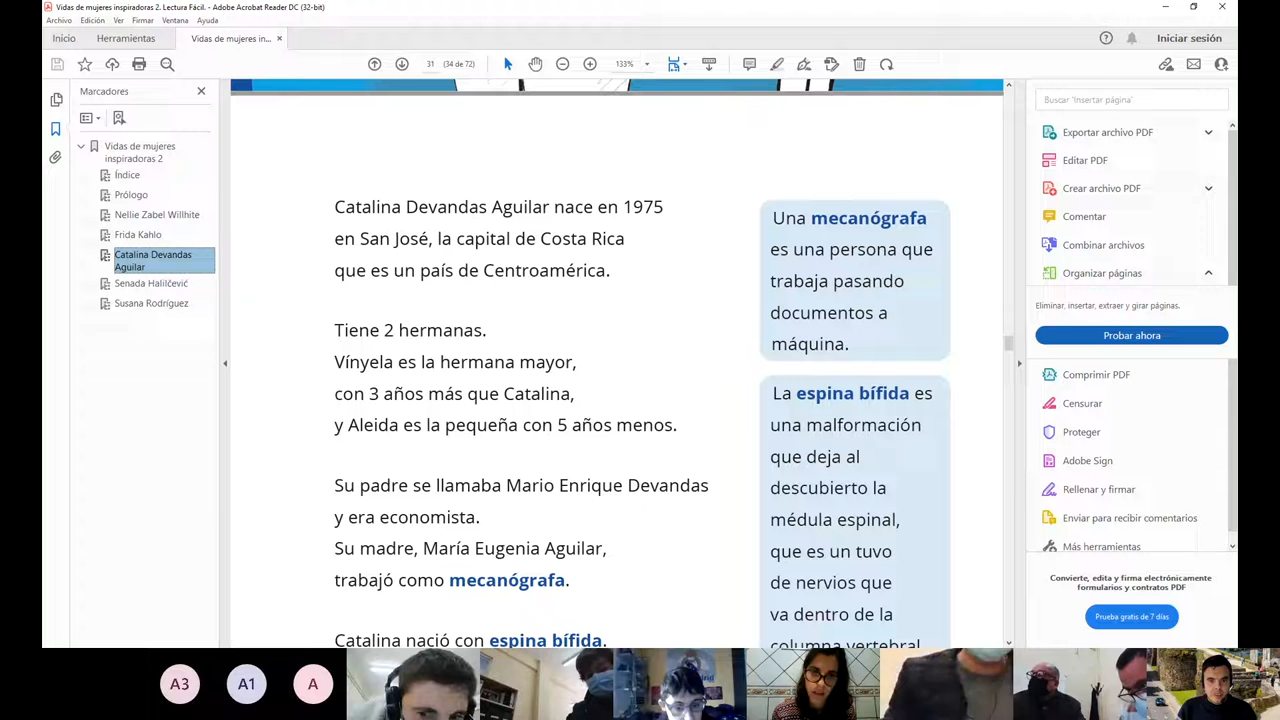 Vidas de mujeres inspiradoras 2. Lectura Fácil. - Adobe Acrobat Reader DC (32-bit)
Archivo Edición Ver Firmar Ventana Ayuda
Inicio Herramientas Vidas de mujeres in... × Iniciar sesión
31 (34 de 72) 133%
Marcadores
Vidas de mujeres
inspiradoras 2
Índice
Prólogo
Nellie Zabel Willhite
Frida Kahlo
Catalina Devandas
Aguilar
Senada Halilčević
Susana Rodríguez
Catalina Devandas Aguilar nace en 1975
en San José, la capital de Costa Rica
que es un país de Centroamérica.
Tiene 2 hermanas.
Vínyela es la hermana mayor,
con 3 años más que Catalina,
y Aleida es la pequeña con 5 años menos.
Su padre se llamaba Mario Enrique Devandas
y era economista.
Su madre, María Eugenia Aguilar,
trabajó como mecanógrafa.
Catalina nació con espina bífida.
Una mecanógrafa
es una persona que
trabaja pasando
documentos a
máquina.
La espina bífida es
una malformación
que deja al
descubierto la
médula espinal,
que es un tuvo
de nervios que
va dentro de la
columna vertebral
Buscar 'Insertar página'
Exportar archivo PDF
Editar PDF
Crear archivo PDF
Comentar
Combinar archivos
Organizar páginas
Eliminar, insertar, extraer y girar páginas.
Probar ahora
Comprimir PDF
Censurar
Proteger
Adobe Sign
Rellenar y firmar
Enviar para recibir comentarios
Más herramientas
Convierte, edita y firma electrónicamente
formularios y contratos PDF
Prueba gratis de 7 días
A3 A1 A